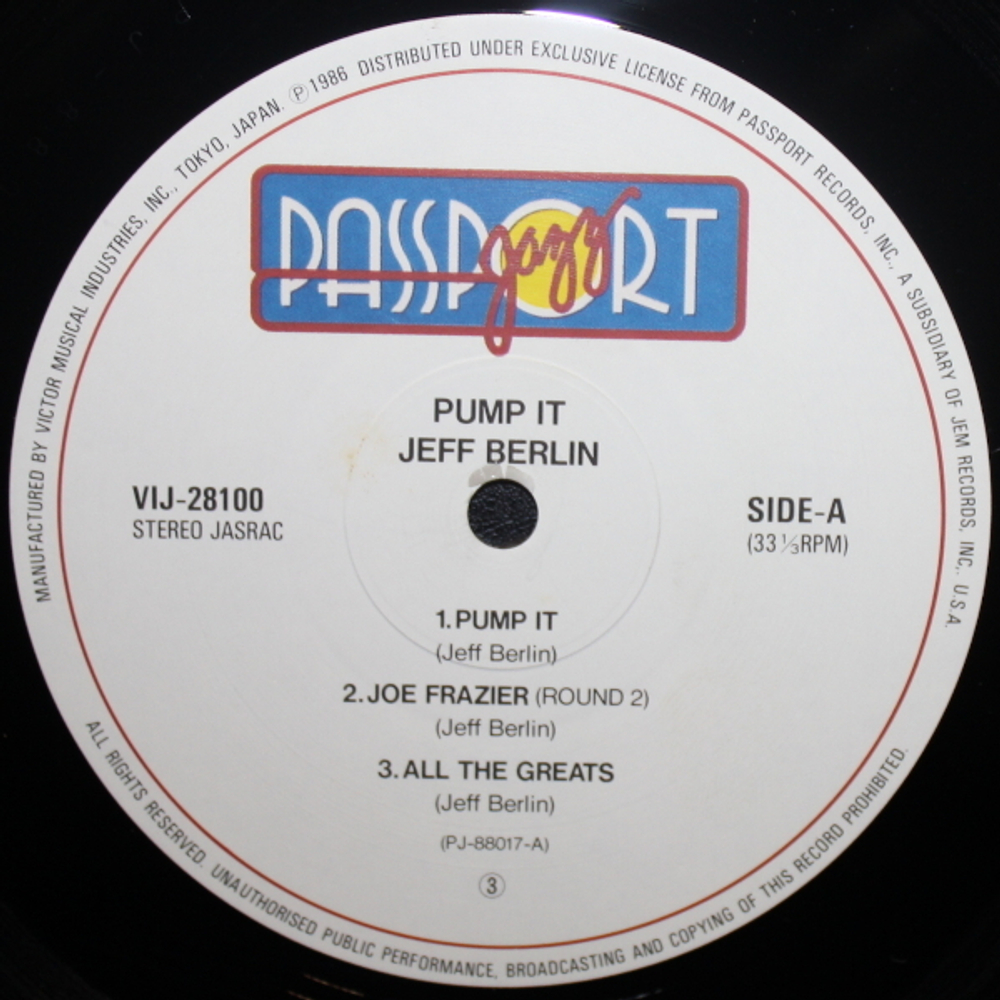 MANUFACTURED BY VICTOR MUSICAL INDUSTRIES, INC., TOKYO, JAPAN. ℗1986 DISTRIBUTED UNDER EXCLUSIVE LICENSE FROM PASSPORT RECORDS, INC., A SUBSIDIARY OF JEM RECORDS, INC,. U.S.A.
PASSPORT
jazz
PUMP IT
JEFF BERLIN
VIJ-28100
STEREO JASRAC
SIDE-A
(33 ⅓RPM)
1. PUMP IT
(Jeff Berlin)
2. JOE FRAZIER (ROUND 2)
(Jeff Berlin)
3. ALL THE GREATS
(Jeff Berlin)
(PJ-88017-A)
③
ALL RIGHTS RESERVED. UNAUTHORISED PUBLIC PERFORMANCE, BROADCASTING AND COPYING OF THIS RECORD PROHIBITED.